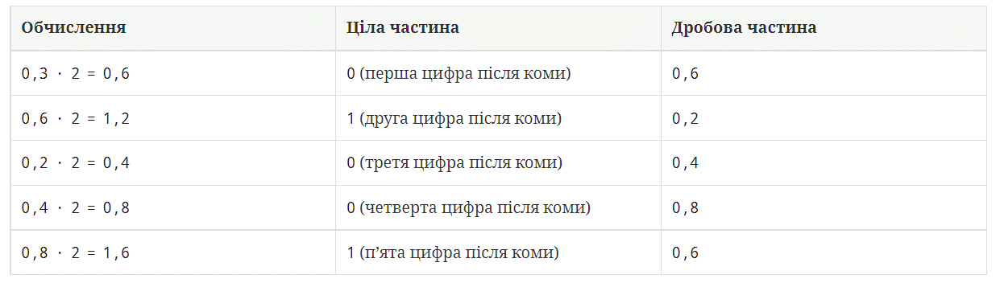 Обчислення Ціла частина Дробова частина
0,3 · 2 = 0,6 0 (перша цифра після коми) 0,6
0,6 · 2 = 1,2 1 (друга цифра після коми) 0,2
0,2 · 2 = 0,4 0 (третя цифра після коми) 0,4
0,4 · 2 = 0,8 0 (четверта цифра після коми) 0,8
0,8 · 2 = 1,6 1 (п’ята цифра після коми) 0,6